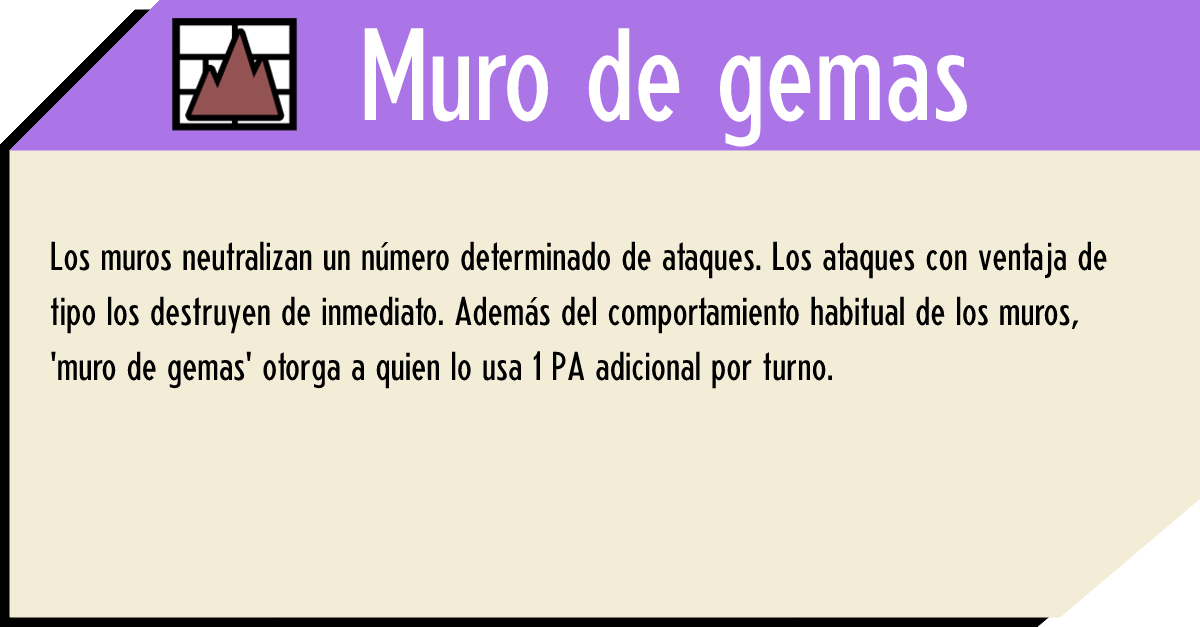 Muro de gemas
Los muros neutralizan un número determinado de ataques. Los ataques con ventaja de
tipo los destruyen de inmediato. Además del comportamiento habitual de los muros,
'muro de gemas' otorga a quien lo usa 1 PA adicional por turno.